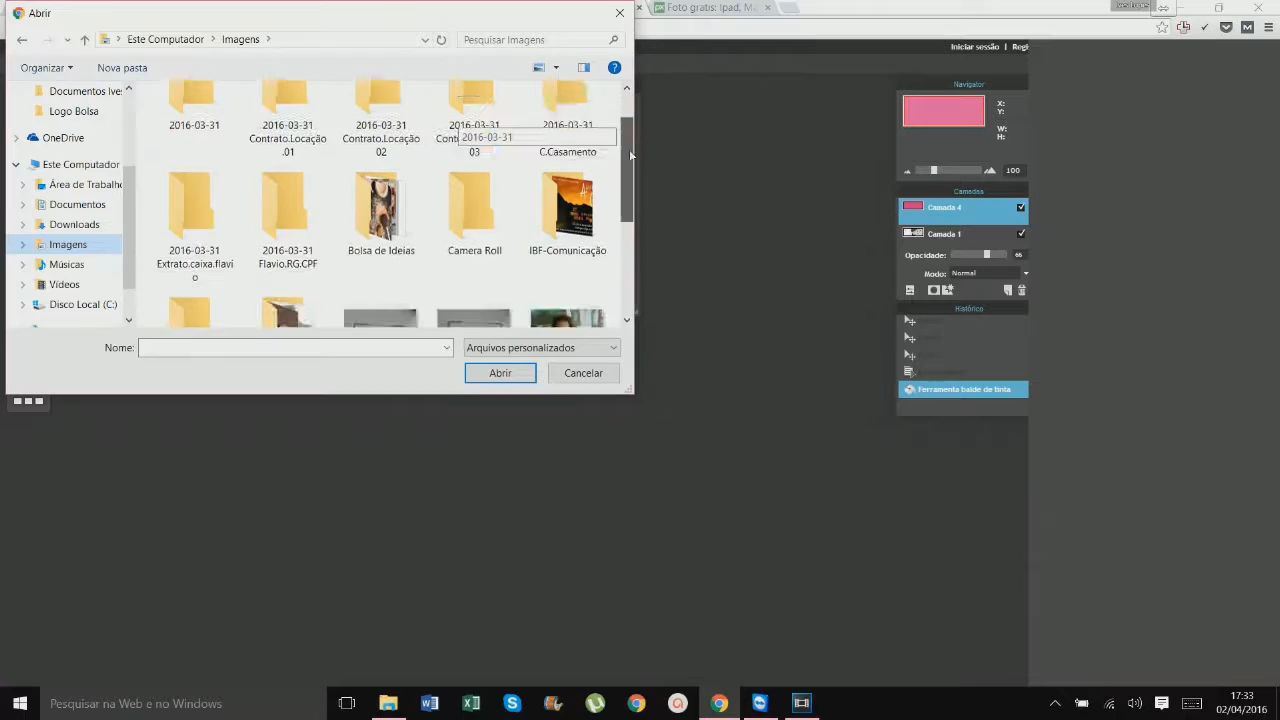 Abrir
Foto gratis: Ipad, Ma
Ives Lopes
Este Computador
Imagens
Pesquisar Imagens
Iniciar sessão | Regi
Organizar
Nova pasta
Documentos Ives
Logo Bolsa
OneDrive
Este Computador
Área de Trabalho
Documentos
Downloads
Imagens
Músicas
Vídeos
Disco Local (C:)
2016-03-31
2016-03-31
Contrato.Locação
.01
2016-03-31
Contrato.Locação
02
2016-03-31
03
2016-03-31
2016-03-31
C.Casamento
2016-03-31
Extrato.caixa.flavi
o
2016-03-31
Flavio.RG.CPF
Bolsa de Ideias
Camera Roll
IBF-Comunicação
Nome:
Arquivos personalizados
Abrir
Cancelar
Navigator
X:
Y:
W:
H:
100
Camadas
Camada 4
Camada 1
Opacidade:
66
Modo:
Normal
Histórico
Ferramenta balde de tinta
Pesquisar na Web e no Windows
17:33
02/04/2016